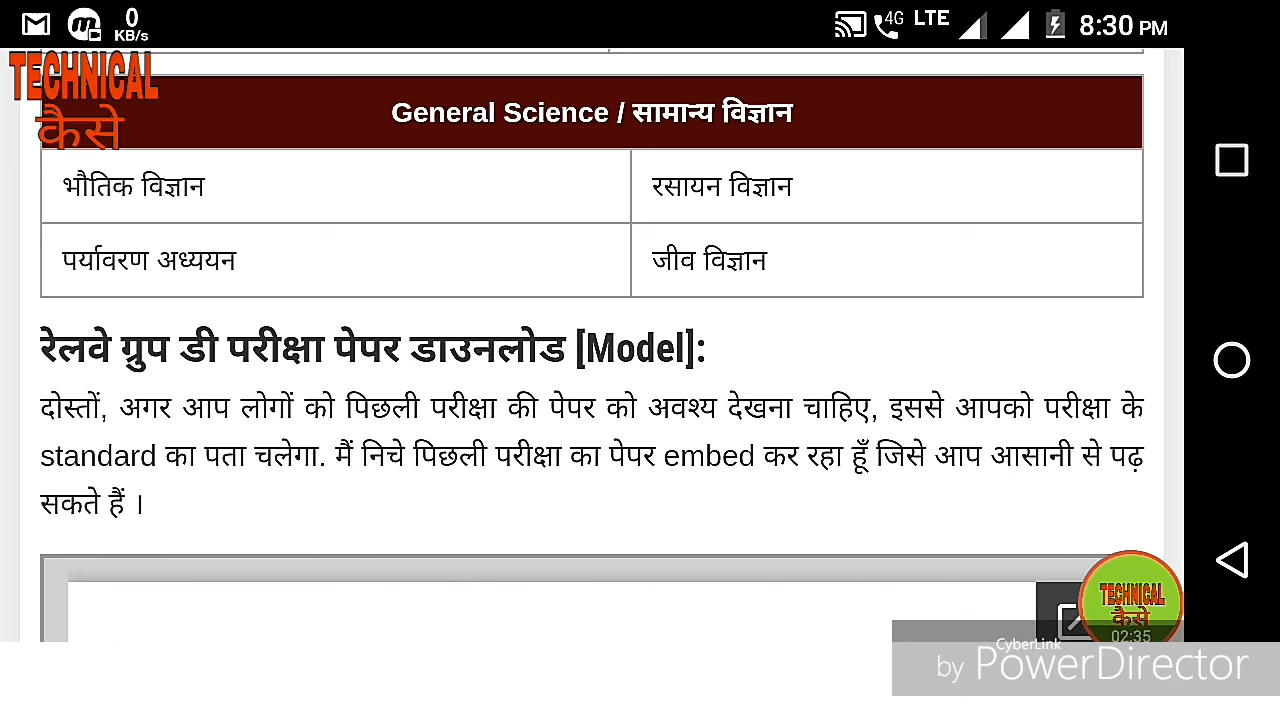 0
KB/s
4G
LTE
8:30 PM
TECHNICAL
कैसे
General Science / सामान्य विज्ञान
भौतिक विज्ञान
रसायन विज्ञान
पर्यावरण अध्ययन
जीव विज्ञान
रेलवे ग्रुप डी परीक्षा पेपर डाउनलोड [Model]:
दोस्तों, अगर आप लोगों को पिछली परीक्षा की पेपर को अवश्य देखना चाहिए, इससे आपको परीक्षा के
standard का पता चलेगा. मैं निचे पिछली परीक्षा का पेपर embed कर रहा हूँ जिसे आप आसानी से पढ़
सकते हैं ।
TECHNICAL
कैसे
02:35
CyberLink
by PowerDirector